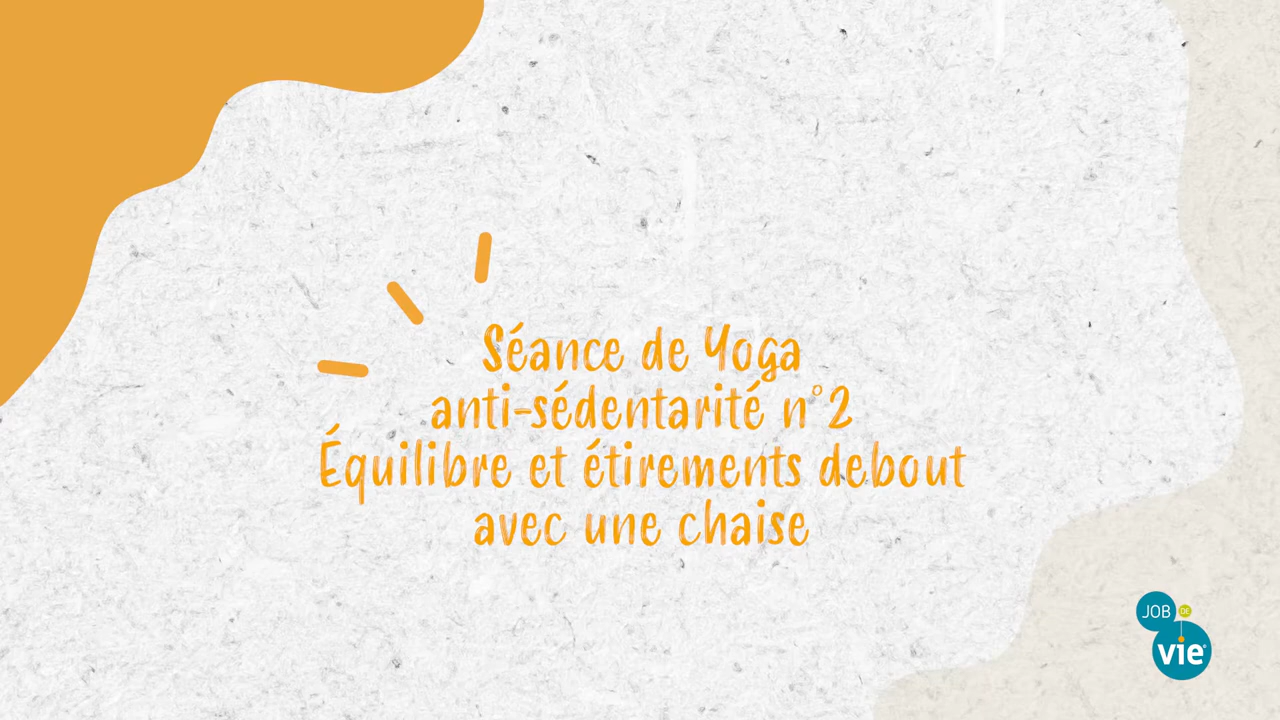 Séance de Yoga
anti-sédentarité n°2
Équilibre et étirements debout
avec une chaise
JOB DE
vie®